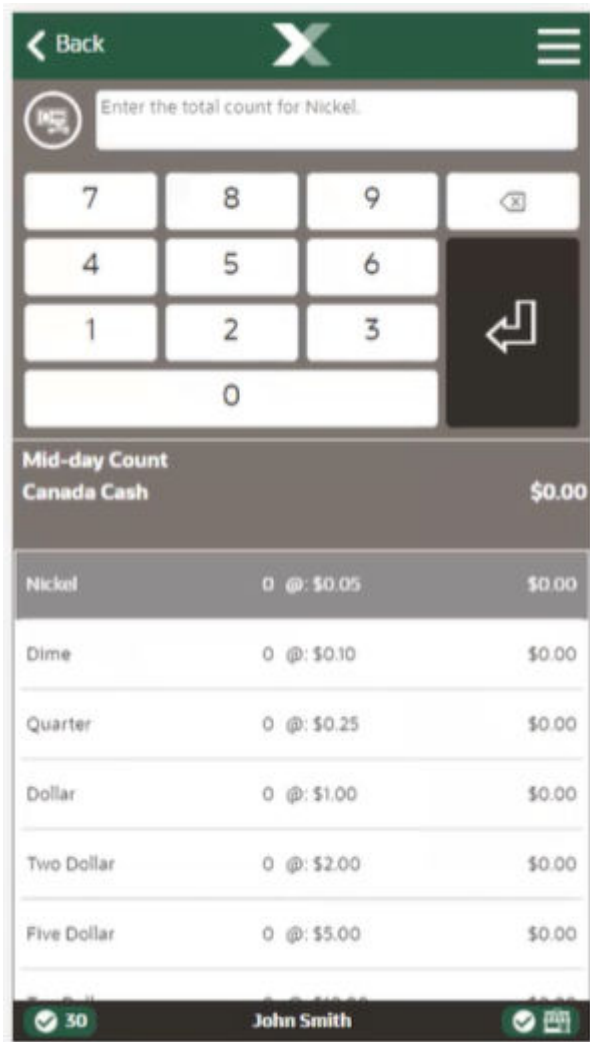 Back
Enter the total count for Nickel.
7 8 9
4 5 6
1 2 3
0
Mid-day Count
Canada Cash $0.00
Nickel 0 @: $0.05 $0.00
Dime 0 @: $0.10 $0.00
Quarter 0 @: $0.25 $0.00
Dollar 0 @: $1.00 $0.00
Two Dollar 0 @: $2.00 $0.00
Five Dollar 0 @: $5.00 $0.00
30 John Smith